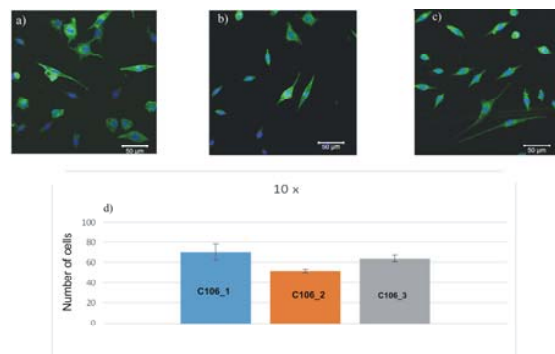 a)
b)
c)
50 µm
50 µm
50 µm
10 x
d)
100
80
60
40
20
0
Number of cells
C106_1
C106_2
C106_3